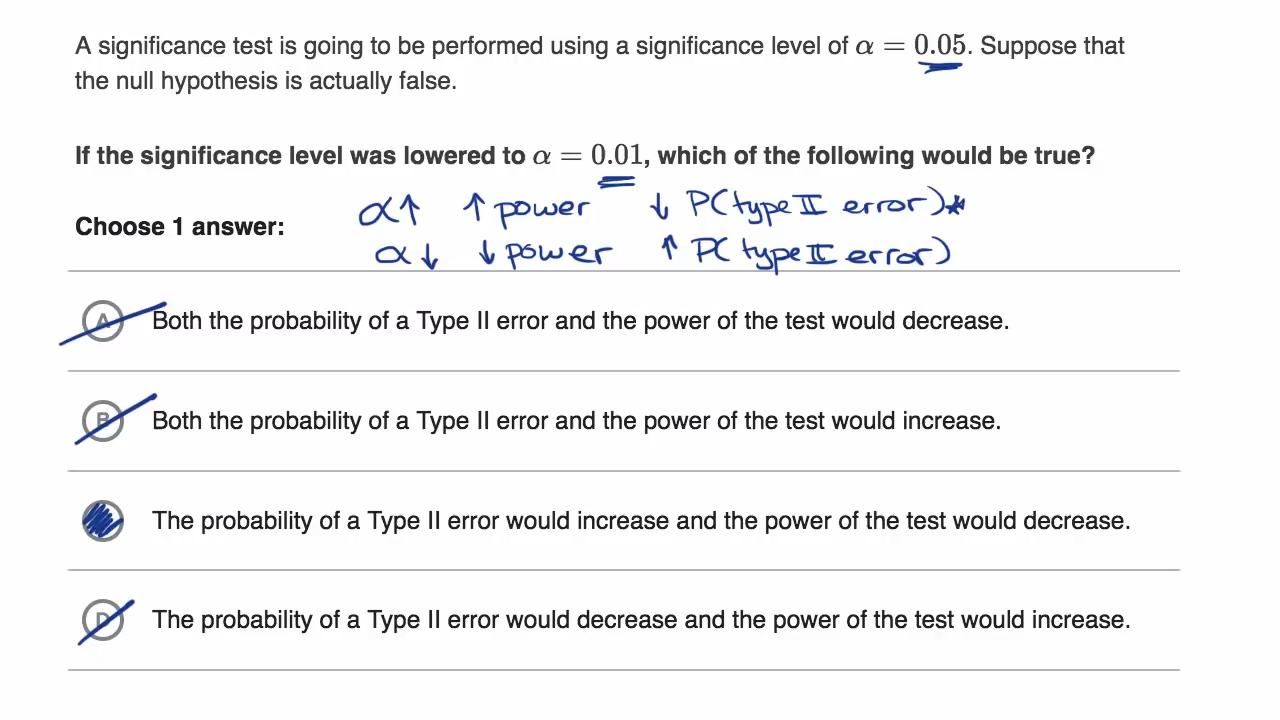 A significance test is going to be performed using a significance level of α = 0.05. Suppose that
the null hypothesis is actually false.
If the significance level was lowered to α = 0.01, which of the following would be true?
α↑ ↑ power ↓ P(type II error)*
Choose 1 answer:
α↓ ↓ power ↑ P(type II error)
A Both the probability of a Type II error and the power of the test would decrease.
B Both the probability of a Type II error and the power of the test would increase.
The probability of a Type II error would increase and the power of the test would decrease.
D The probability of a Type II error would decrease and the power of the test would increase.